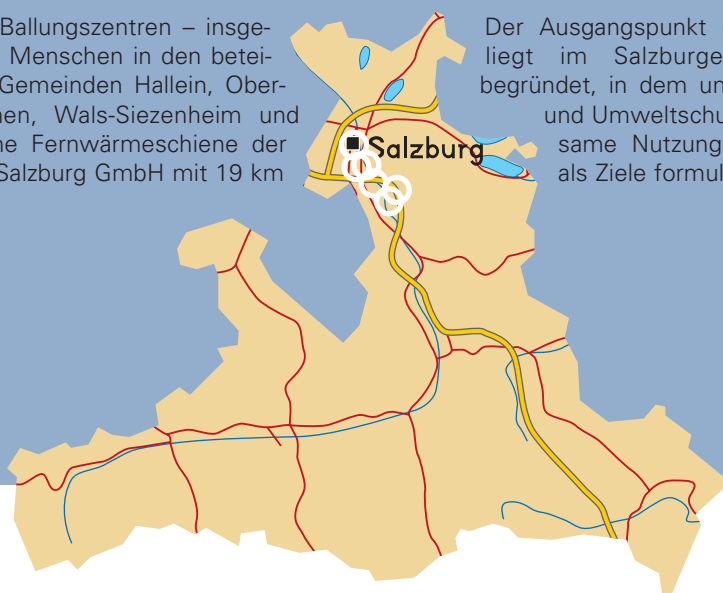 Ballungszentren – insge-
Menschen in den betei-
Gemeinden Hallein, Ober-
en, Wals-Siezenheim und
ne Fernwärmeschiene der
Salzburg GmbH mit 19 km
Der Ausgangspunkt
liegt im Salzburge
begründet, in dem un
und Umweltschu
same Nutzung
als Ziele formul
Salzburg